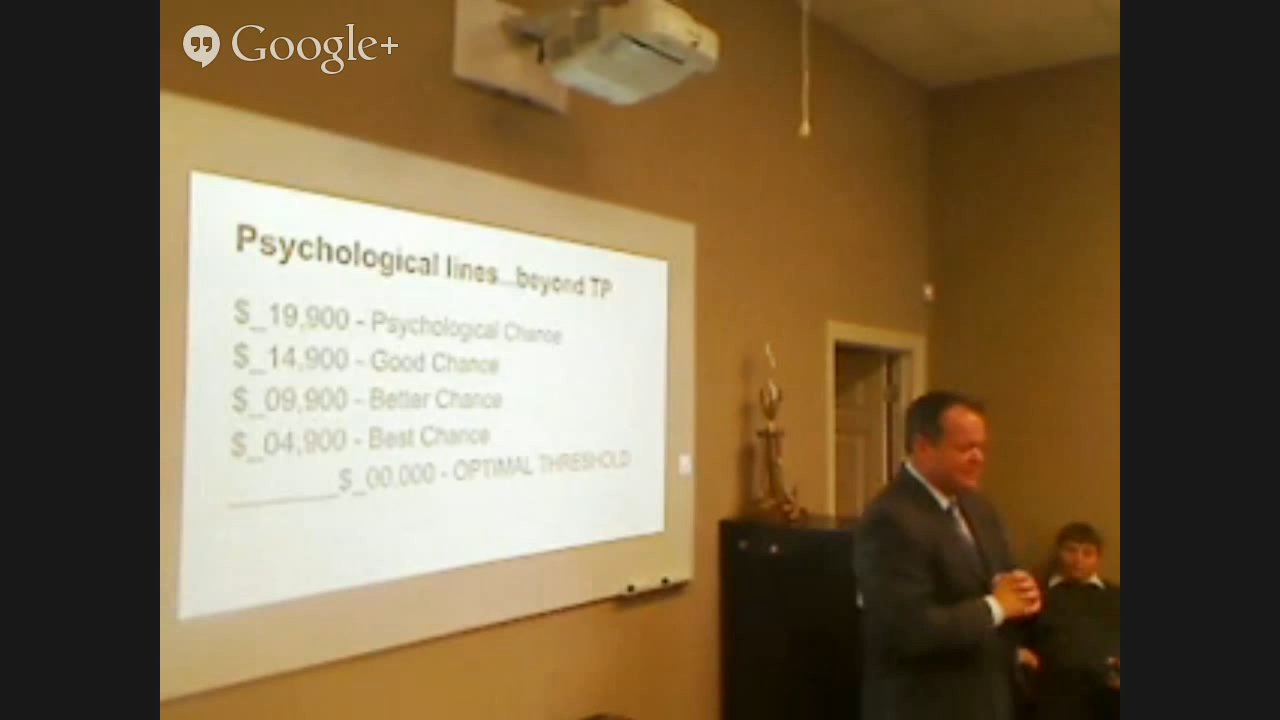 Google+
Psychological lines...beyond TP
$_19,900 - Psychological Chance
$_14,900 - Good Chance
$_09,900 - Better Chance
$_04,900 - Best Chance
_______$_00,000 - OPTIMAL THRESHOLD